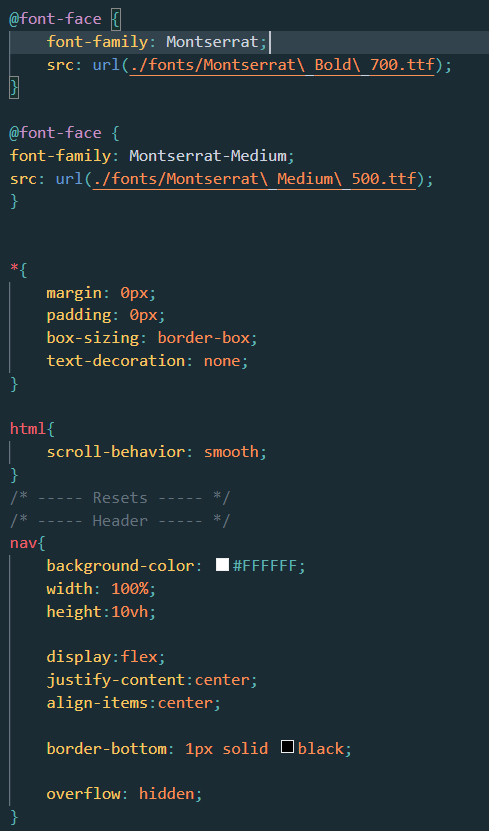 @font-face {
    font-family: Montserrat;
    src: url(./fonts/Montserrat\ Bold\ 700.ttf);
}

@font-face {
font-family: Montserrat-Medium;
src: url(./fonts/Montserrat\ Medium\ 500.ttf);
}


*{
    margin: 0px;
    padding: 0px;
    box-sizing: border-box;
    text-decoration: none;
}

html{
    scroll-behavior: smooth;
}
/* ----- Resets ----- */
/* ----- Header ----- */
nav{
    background-color: #FFFFFF;
    width: 100%;
    height:10vh;

    display:flex;
    justify-content:center;
    align-items:center;

    border-bottom: 1px solid black;

    overflow: hidden;
}